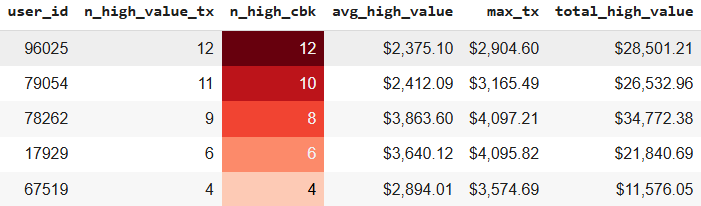 user_id n_high_value_tx n_high_cbk avg_high_value max_tx total_high_value
96025 12 12 $2,375.10 $2,904.60 $28,501.21
79054 11 10 $2,412.09 $3,165.49 $26,532.96
78262 9 8 $3,863.60 $4,097.21 $34,772.38
17929 6 6 $3,640.12 $4,095.82 $21,840.69
67519 4 4 $2,894.01 $3,574.69 $11,576.05